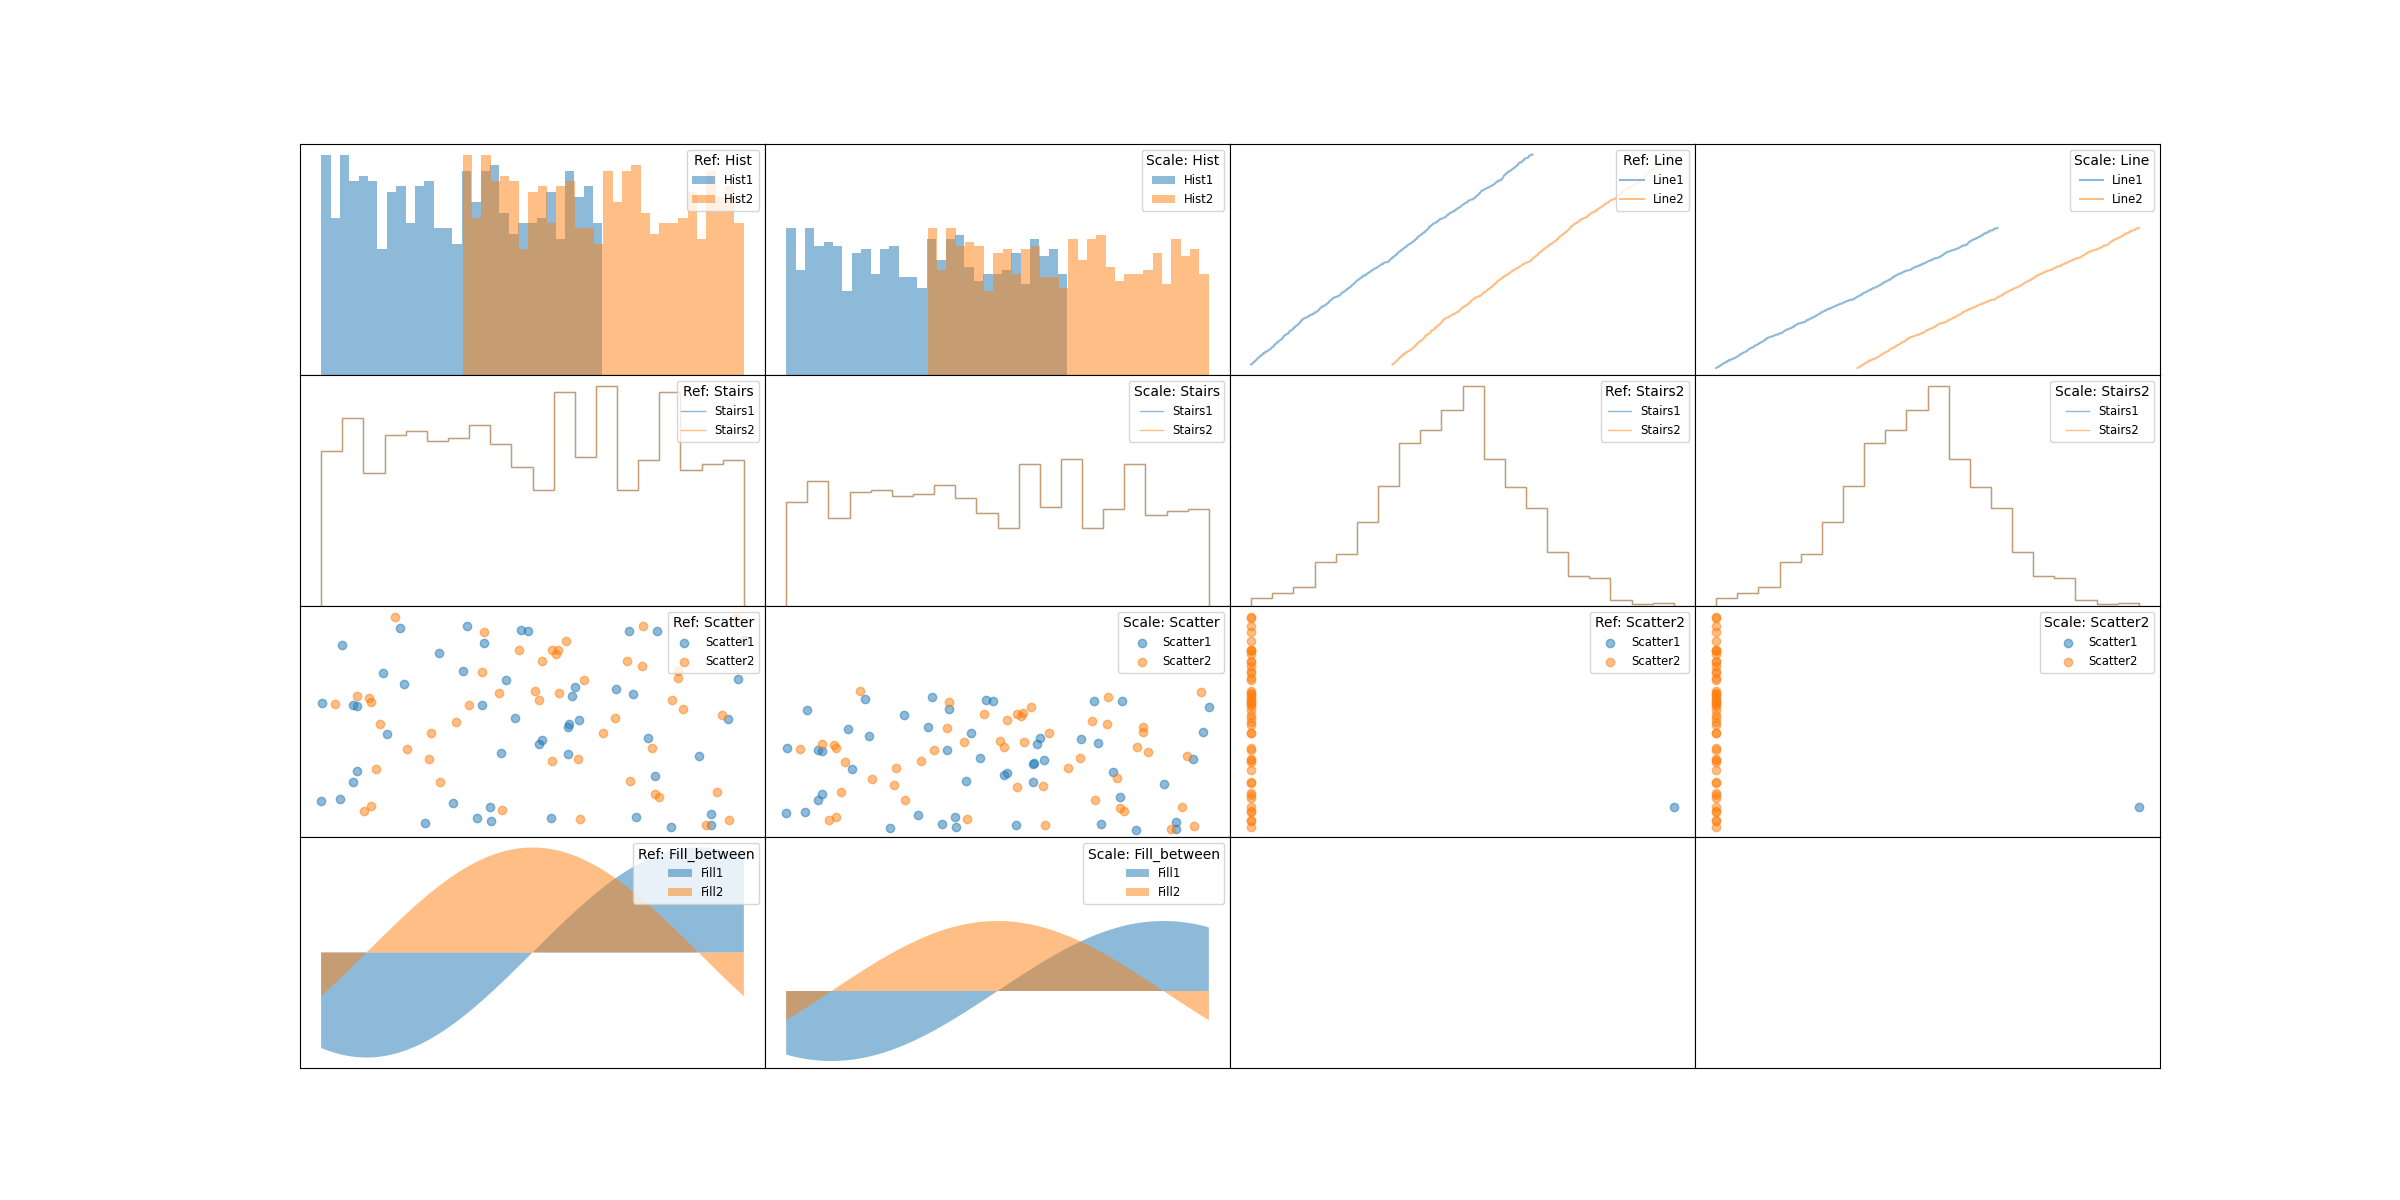 Ref: Hist
Hist1
Hist2
Scale: Hist
Hist1
Hist2
Ref: Line
Line1
Line2
Scale: Line
Line1
Line2
Ref: Stairs
Stairs1
Stairs2
Scale: Stairs
Stairs1
Stairs2
Ref: Stairs2
Stairs1
Stairs2
Scale: Stairs2
Stairs1
Stairs2
Ref: Scatter
Scatter1
Scatter2
Scale: Scatter
Scatter1
Scatter2
Ref: Scatter2
Scatter1
Scatter2
Scale: Scatter2
Scatter1
Scatter2
Ref: Fill_between
Fill1
Fill2
Scale: Fill_between
Fill1
Fill2